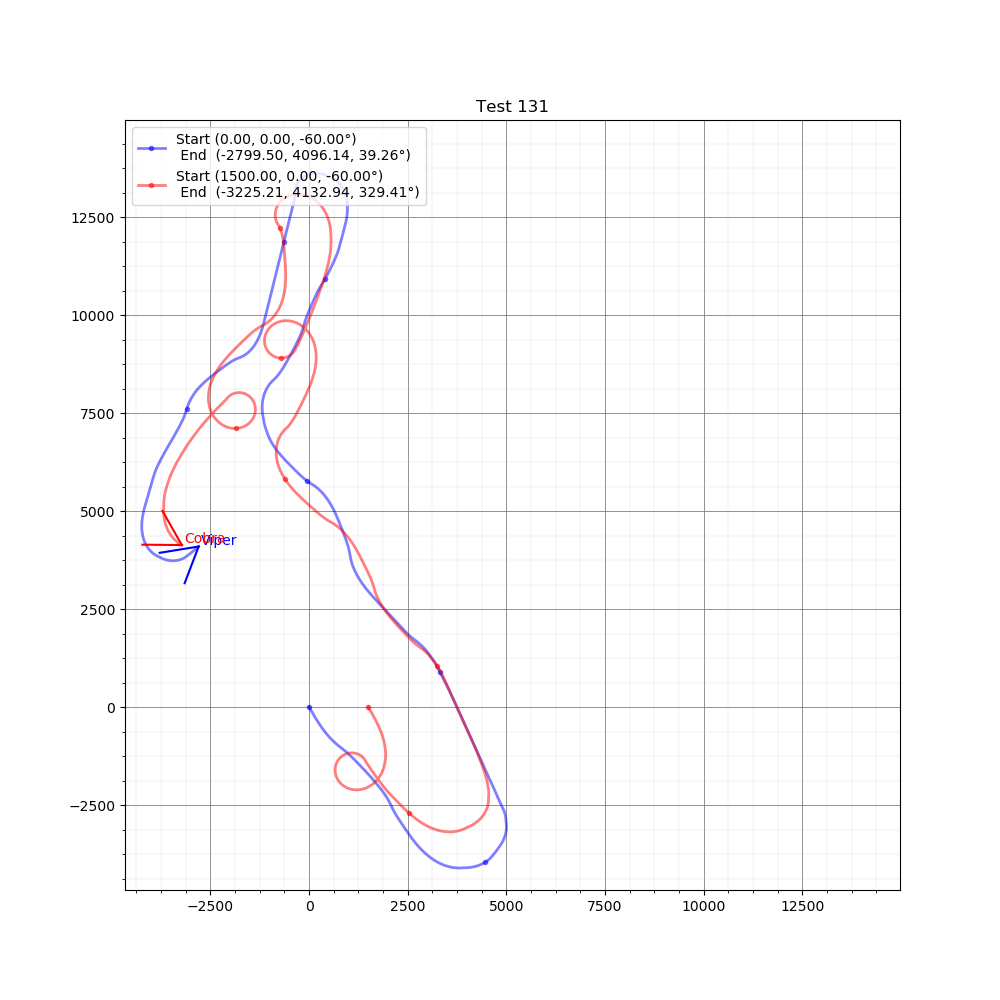 Test 131
Start (0.00, 0.00, -60.00°)
End (-2799.50, 4096.14, 39.26°)
Start (1500.00, 0.00, -60.00°)
End (-3225.21, 4132.94, 329.41°)
12500
10000
7500
5000
Cobra
Viper
2500
0
−2500
−2500 0 2500 5000 7500 10000 12500